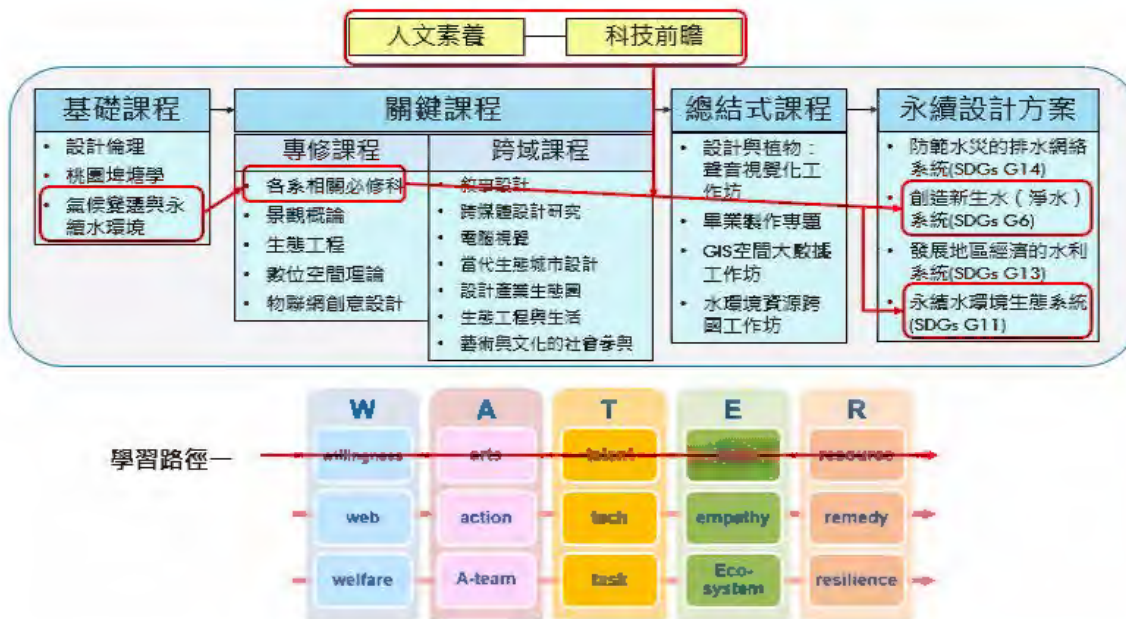 人文素養
科技前瞻
基礎課程
• 設計倫理
• 桃園埤塘學
• 氣候變遷與永
續水環境
關鍵課程
專修課程
• 各系相關必修科
• 景觀概論
• 生態工程
• 數位空間理論
• 物聯網創意設計
跨域課程
• 敘事設計
• 跨媒體設計研究
• 電腦視覺
• 當代生態城市設計
• 設計產業生態圈
• 生態工程與生活
• 藝術與文化的社會參與
總結式課程
• 設計與植物：
聲音視覺化工
作坊
• 畢業製作專題
• GIS空間大數據
工作坊
• 水環境資源跨
國工作坊
永續設計方案
• 防範水災的排水網絡
系統(SDGs G14)
• 創造新生水（淨水）
系統(SDGs G6)
• 發展地區經濟的水利
系統(SDGs G13)
• 永續水環境生態系統
(SDGs G11)
W A T E R
學習路徑一
willingness arts talent resource
web action tech empathy remedy
welfare A-team task Eco-
system resilience